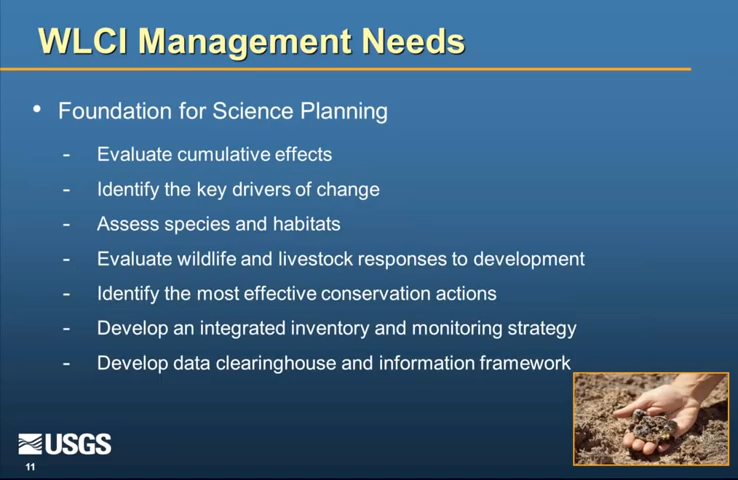 WLCI Management Needs
• Foundation for Science Planning
- Evaluate cumulative effects
- Identify the key drivers of change
- Assess species and habitats
- Evaluate wildlife and livestock responses to development
- Identify the most effective conservation actions
- Develop an integrated inventory and monitoring strategy
- Develop data clearinghouse and information framework
USGS
11